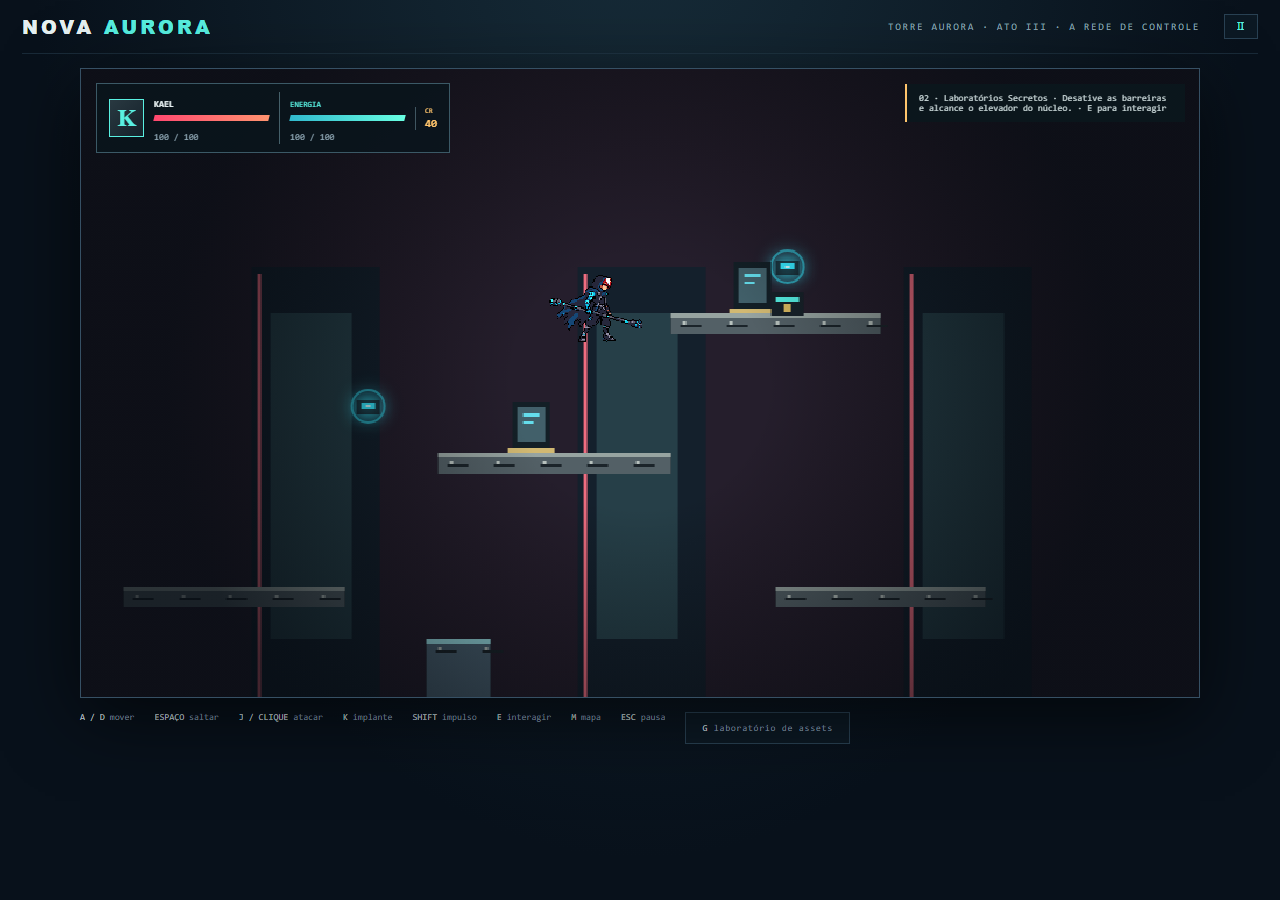 NOVA AURORA
TORRE AURORA · ATO III · A REDE DE CONTROLE
II
K
KAEL
100 / 100
ENERGIA
100 / 100
CR
40
02 · Laboratórios Secretos · Desative as barreiras
e alcance o elevador do núcleo. · E para interagir
A / D mover
ESPAÇO saltar
J / CLIQUE atacar
K implante
SHIFT impulso
E interagir
M mapa
ESC pausa
G laboratório de assets